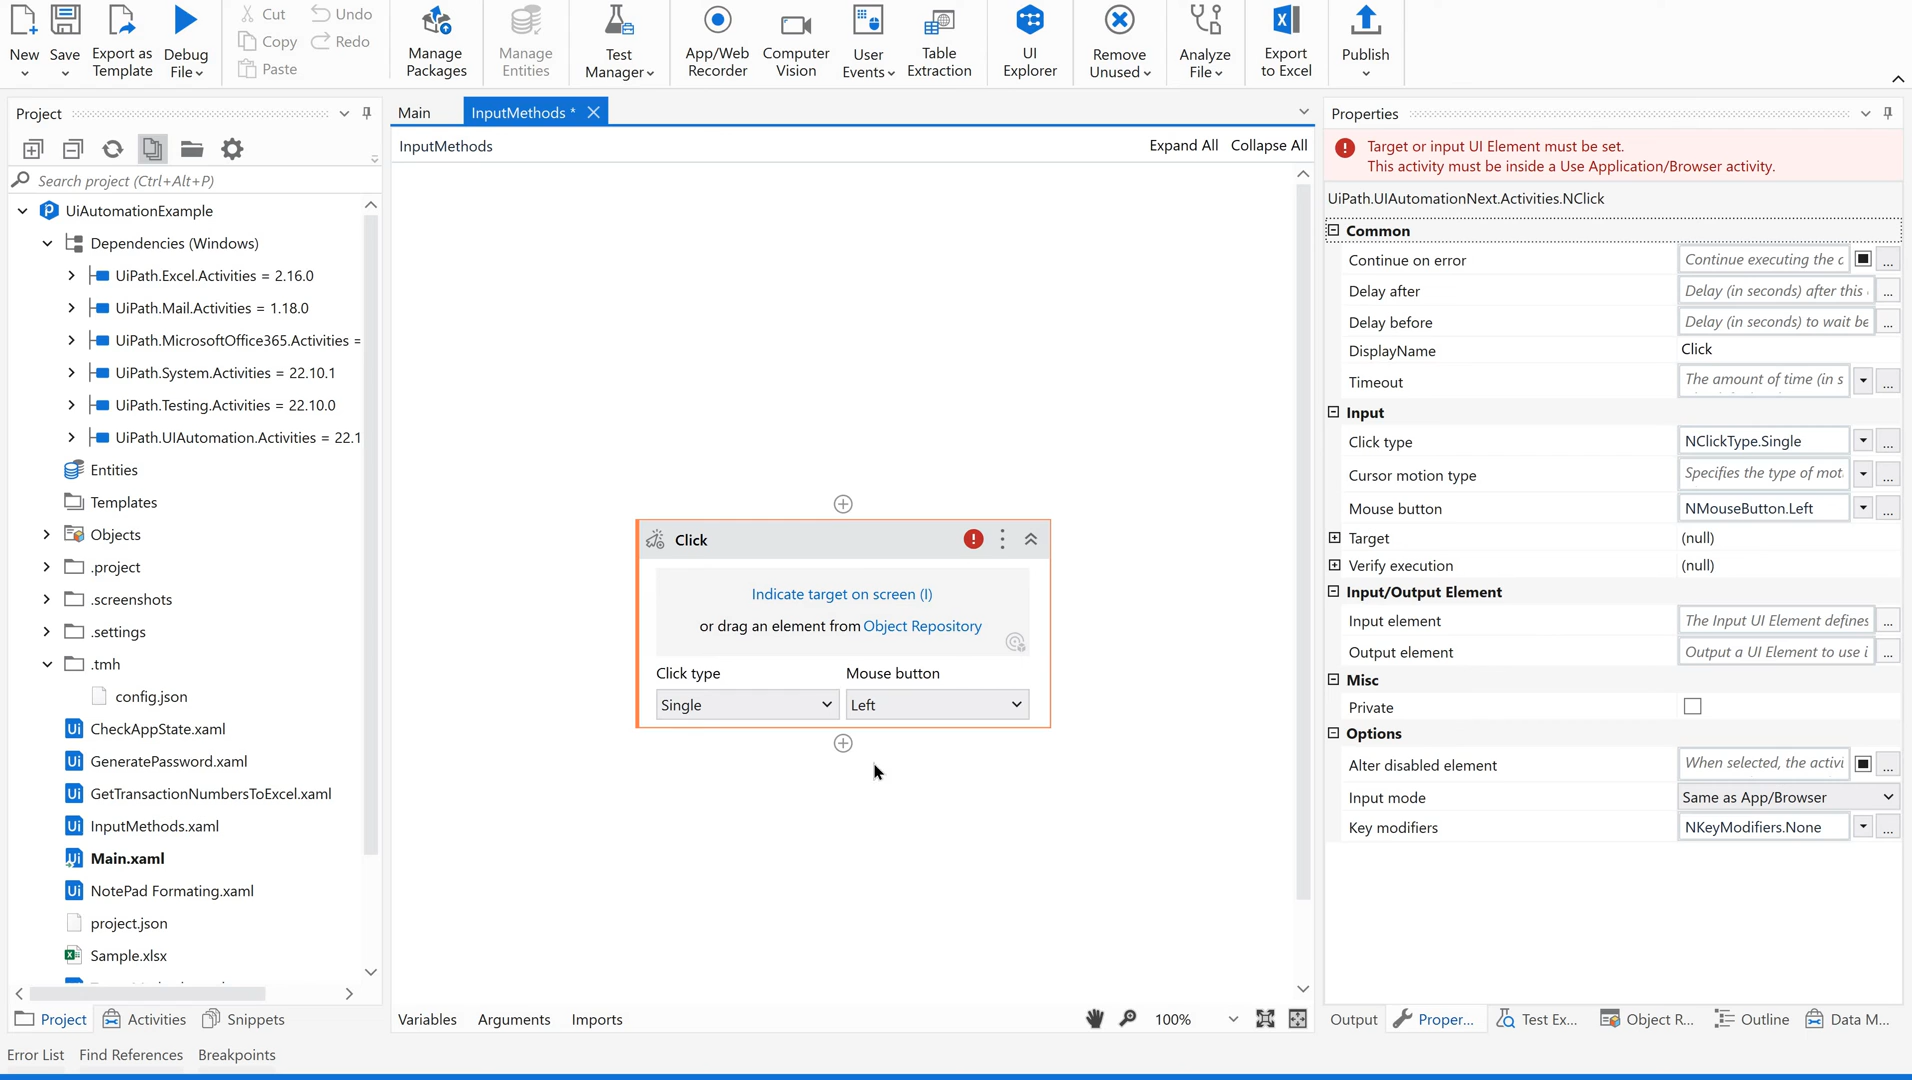 New
Save
Export as
Template
Debug
File
Cut
Copy
Paste
Undo
Redo
Manage
Packages
Manage
Entities
Test
Manager
App/Web
Recorder
Computer
Vision
User
Events
Table
Extraction
UI
Explorer
Remove
Unused
Analyze
File
Export
to Excel
Publish
Project
Search project (Ctrl+Alt+P)
UiAutomationExample
Dependencies (Windows)
UiPath.Excel.Activities = 2.16.0
UiPath.Mail.Activities = 1.18.0
UiPath.MicrosoftOffice365.Activities =
UiPath.System.Activities = 22.10.1
UiPath.Testing.Activities = 22.10.0
UiPath.UIAutomation.Activities = 22.1
Entities
Templates
Objects
.project
.screenshots
.settings
.tmh
config.json
CheckAppState.xaml
GeneratePassword.xaml
GetTransactionNumbersToExcel.xaml
InputMethods.xaml
Main.xaml
NotePad Formating.xaml
project.json
Sample.xlsx
Project
Activities
Snippets
Error List
Find References
Breakpoints
Main
InputMethods *
InputMethods
Expand All
Collapse All
Click
Indicate target on screen (I)
or drag an element from Object Repository
Click type
Mouse button
Single
Left
Variables
Arguments
Imports
100%
Properties
Target or input UI Element must be set.
This activity must be inside a Use Application/Browser activity.
UiPath.UIAutomationNext.Activities.NClick
Common
Continue on error
Continue executing the c
Delay after
Delay (in seconds) after this
Delay before
Delay (in seconds) to wait be
DisplayName
Click
Timeout
The amount of time (in s
Input
Click type
NClickType.Single
Cursor motion type
Specifies the type of mot
Mouse button
NMouseButton.Left
Target
(null)
Verify execution
(null)
Input/Output Element
Input element
The Input UI Element defines
Output element
Output a UI Element to use i
Misc
Private
Options
Alter disabled element
When selected, the activi
Input mode
Same as App/Browser
Key modifiers
NKeyModifiers.None
Output
Proper...
Test Ex...
Object R...
Outline
Data M...